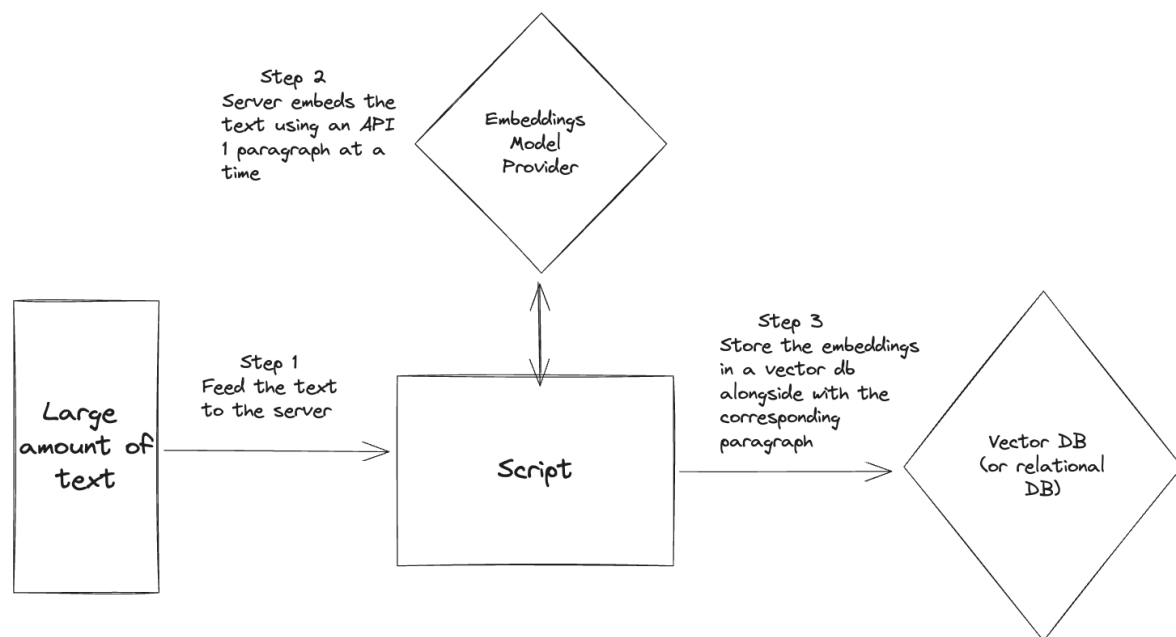 Step 2
Server embeds the
text using an API
1 paragraph at a
time
Embeddings
Model
Provider
Step 1
Feed the text
to the server
Large
amount of
text
Script
Step 3
Store the embeddings
in a vector db
alongside with the
corresponding
paragraph
Vector DB
(or relational
DB)